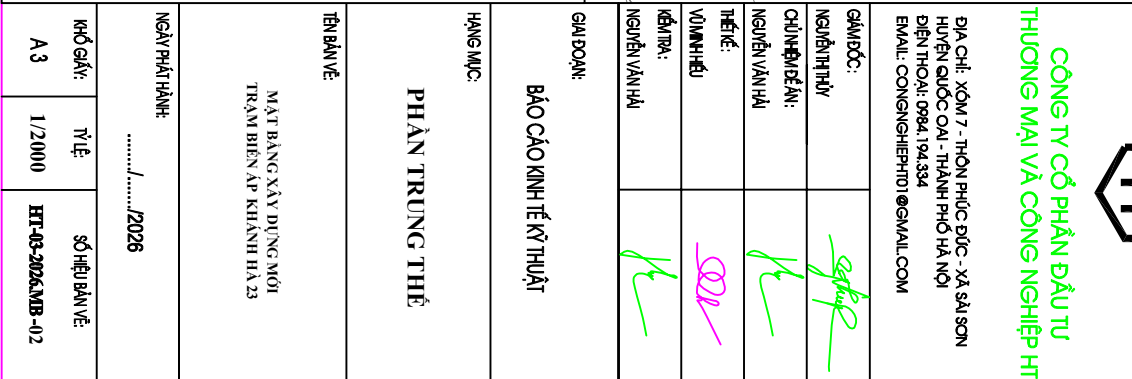 CÔNG TY CỔ PHẦN ĐẦU TƯ
THƯƠNG MẠI VÀ CÔNG NGHIỆP HT
ĐỊA CHỈ: XÓM 7 - THÔN PHÚC ĐỨC - XÃ SÀI SƠN
HUYỆN QUỐC OAI - THÀNH PHỐ HÀ NỘI
ĐIỆN THOẠI: 0984.194.334
EMAIL: CONGNGHIEPHT01@GMAIL.COM
GIÁM ĐỐC:
NGUYỄN THỊ THỦY
CHỦ NHIỆM ĐỀ ÁN:
NGUYỄN VĂN HẢI
THIẾT KẾ:
VŨ MINH HIẾU
KIỂM TRA:
NGUYỄN VĂN HẢI
GIAI ĐOẠN:
BÁO CÁO KINH TẾ KỸ THUẬT
HẠNG MỤC:
PHẦN TRUNG THẾ
TÊN BẢN VẼ:
MẶT BẰNG XÂY DỰNG MỚI
TRẠM BIẾN ÁP KHÁNH HÀ 23
NGÀY PHÁT HÀNH:
......../......../2026
KHỔ GIẤY:
A3
TỶ LỆ:
1/2000
SỐ HIỆU BẢN VẼ:
HT-03-2026.MB-02